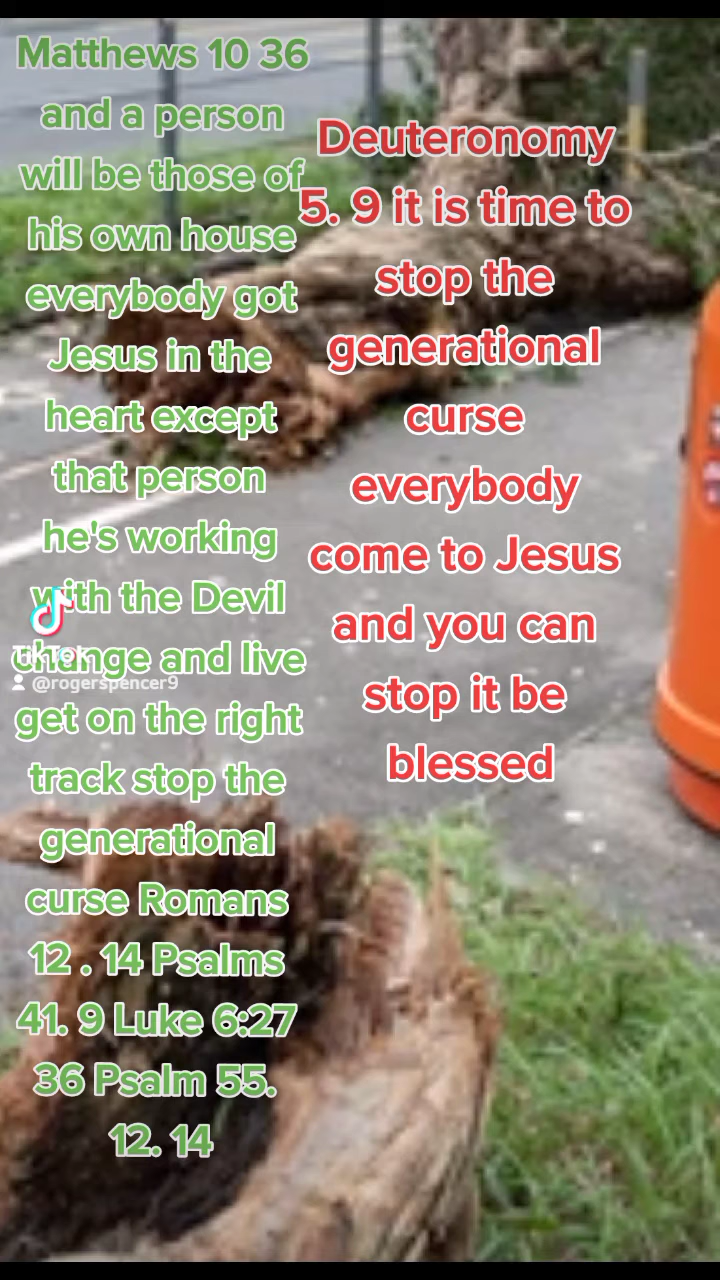 Matthews 10 36
and a person
will be those of
his own house
everybody got
Jesus in the
heart except
that person
he's working
with the Devil
change and live
get on the right
track stop the
generational
curse Romans
12 . 14 Psalms
41. 9 Luke 6:27
36 Psalm 55.
12. 14
Deuteronomy
5. 9 it is time to
stop the
generational
curse
everybody
come to Jesus
and you can
stop it be
blessed
TikTok
@rogerspencer9